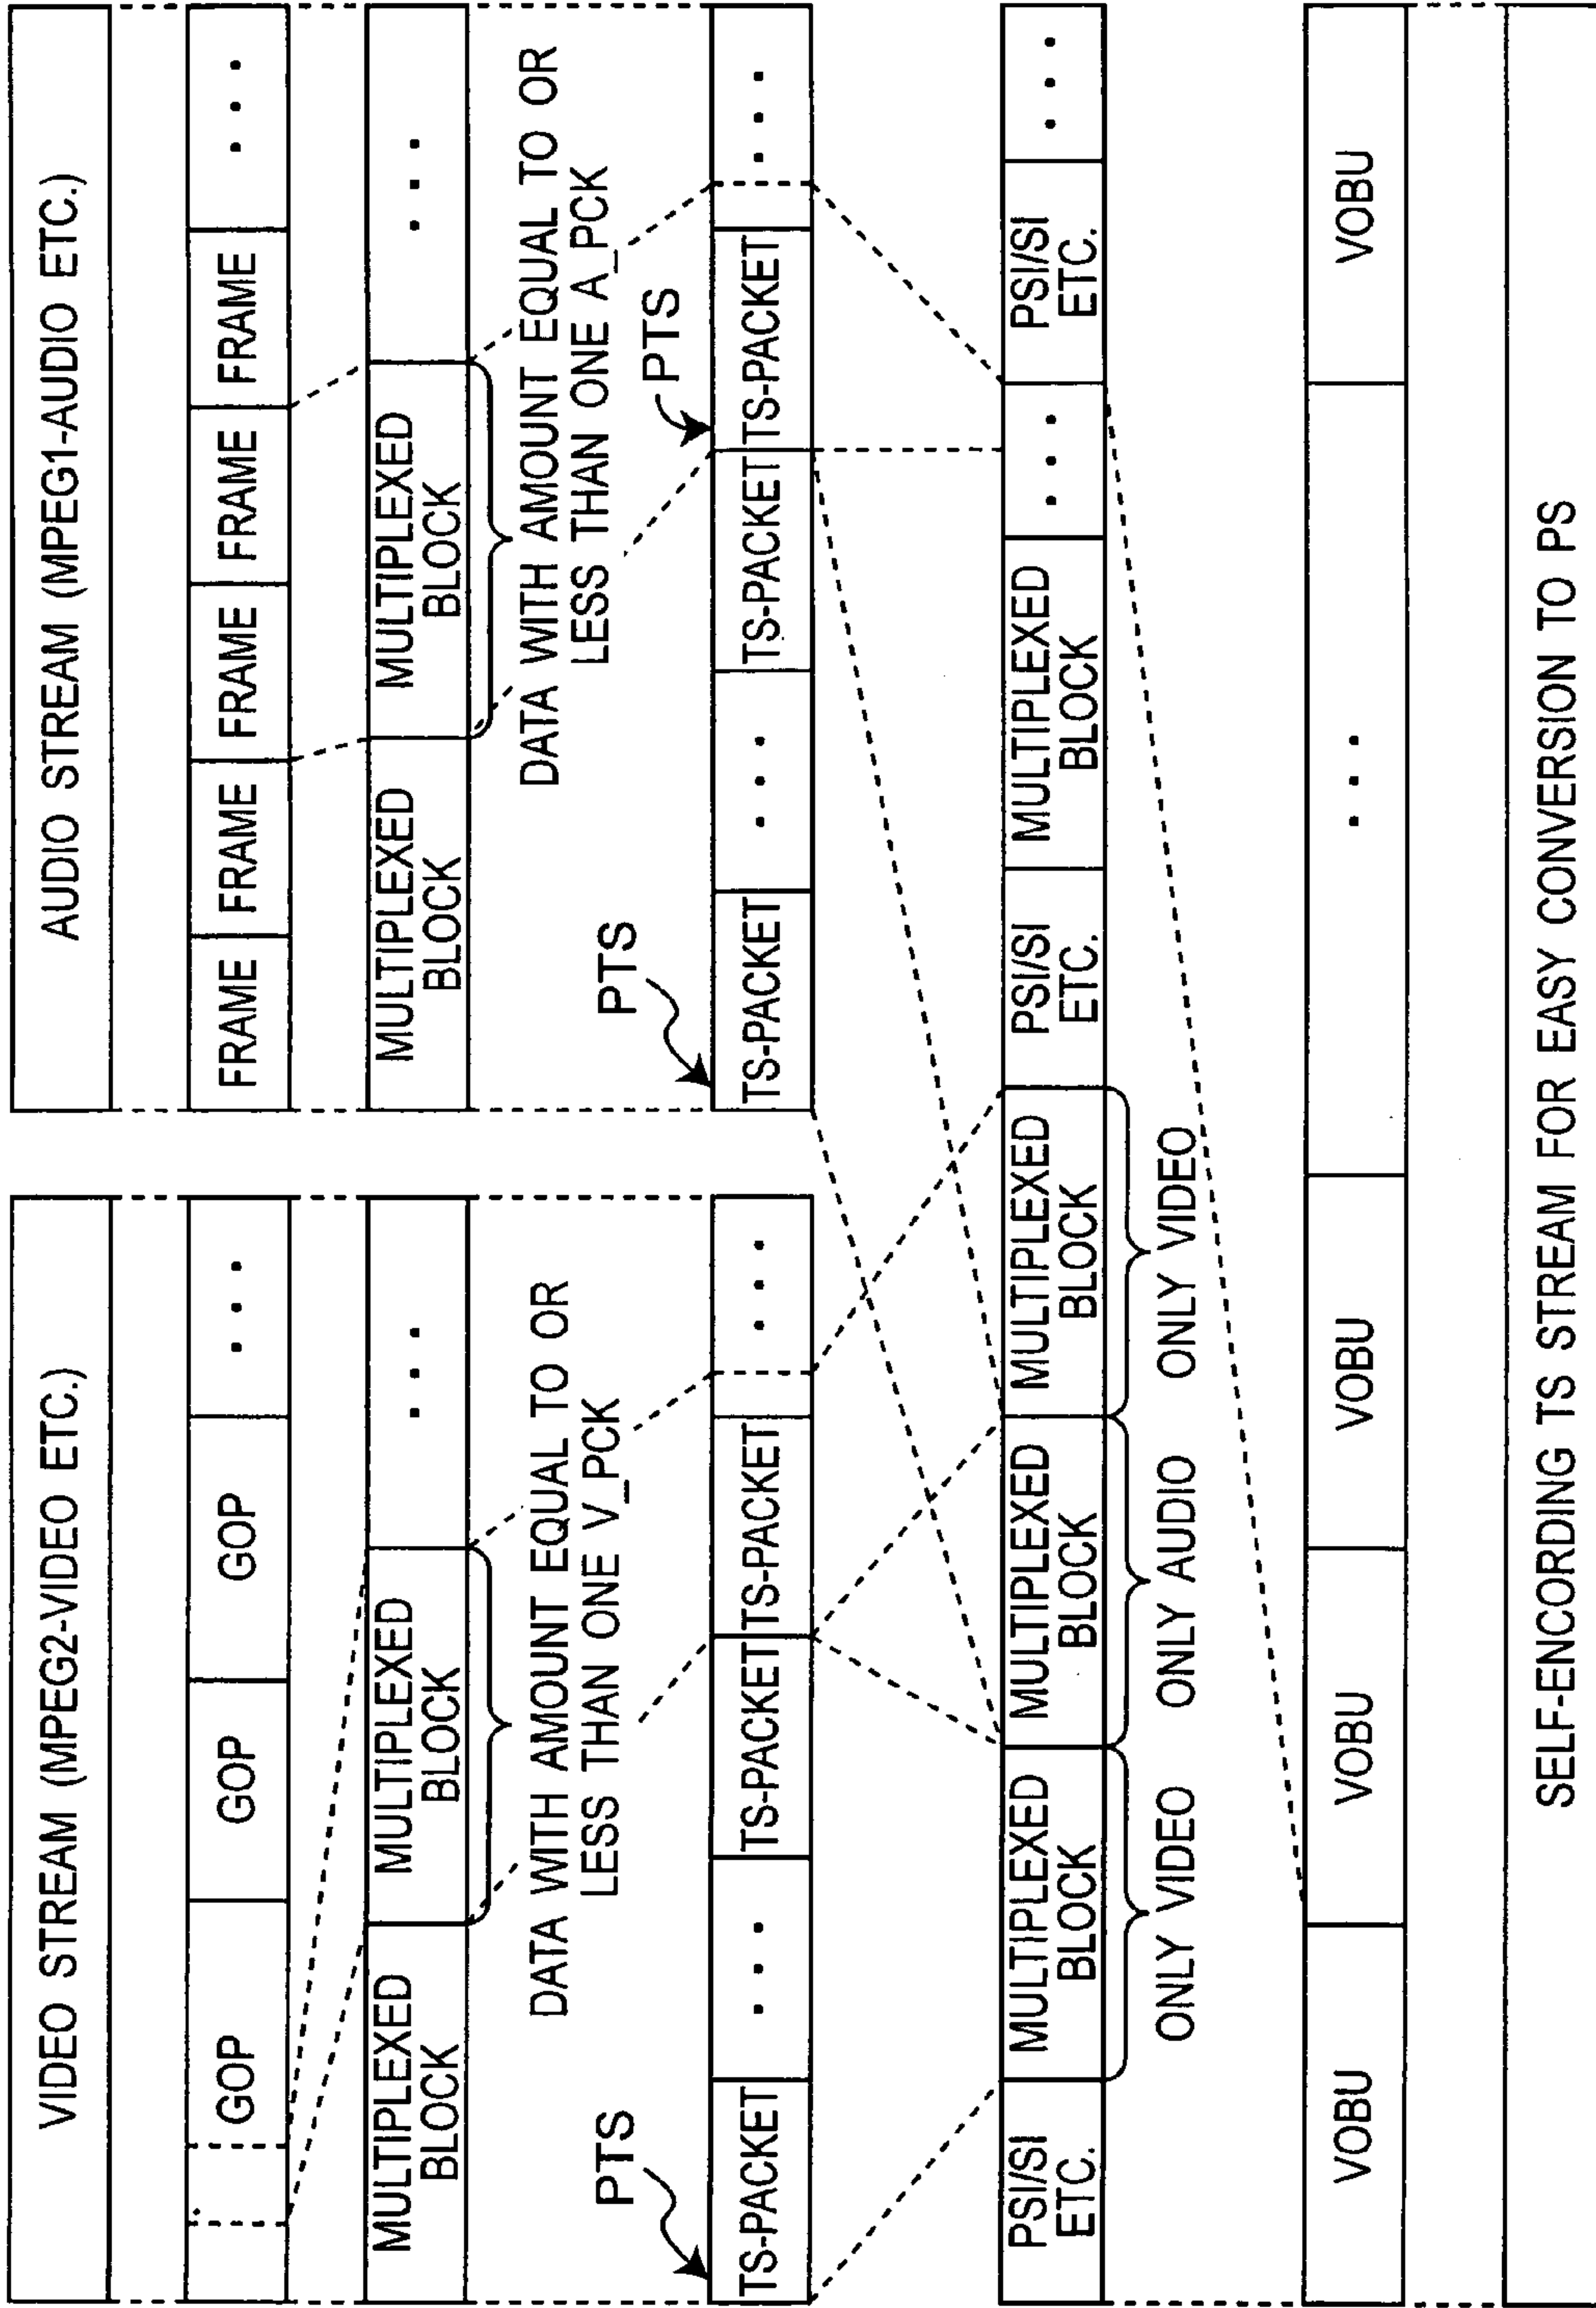 VIDEO STREAM (MPEG2-VIDEO ETC.)
GOP
GOP
GOP
. . .
MULTIPLEXED
BLOCK
MULTIPLEXED
BLOCK
. . .
DATA WITH AMOUNT EQUAL TO OR
LESS THAN ONE V_PCK
PTS
TS-PACKET
. . .
TS-PACKET
TS-PACKET
. . .
AUDIO STREAM (MPEG1-AUDIO ETC.)
FRAME
FRAME
FRAME
FRAME
FRAME
. . .
MULTIPLEXED
BLOCK
MULTIPLEXED
BLOCK
. . .
DATA WITH AMOUNT EQUAL TO OR
LESS THAN ONE A_PCK
PTS
PTS
TS-PACKET
. . .
TS-PACKET
TS-PACKET
. . .
PSI/SI
ETC.
MULTIPLEXED
BLOCK
MULTIPLEXED
BLOCK
MULTIPLEXED
BLOCK
PSI/SI
ETC.
MULTIPLEXED
BLOCK
. . .
PSI/SI
ETC.
. . .
ONLY VIDEO
ONLY AUDIO
ONLY VIDEO
VOBU
VOBU
VOBU
. . .
VOBU
SELF-ENCORDING TS STREAM FOR EASY CONVERSION TO PS